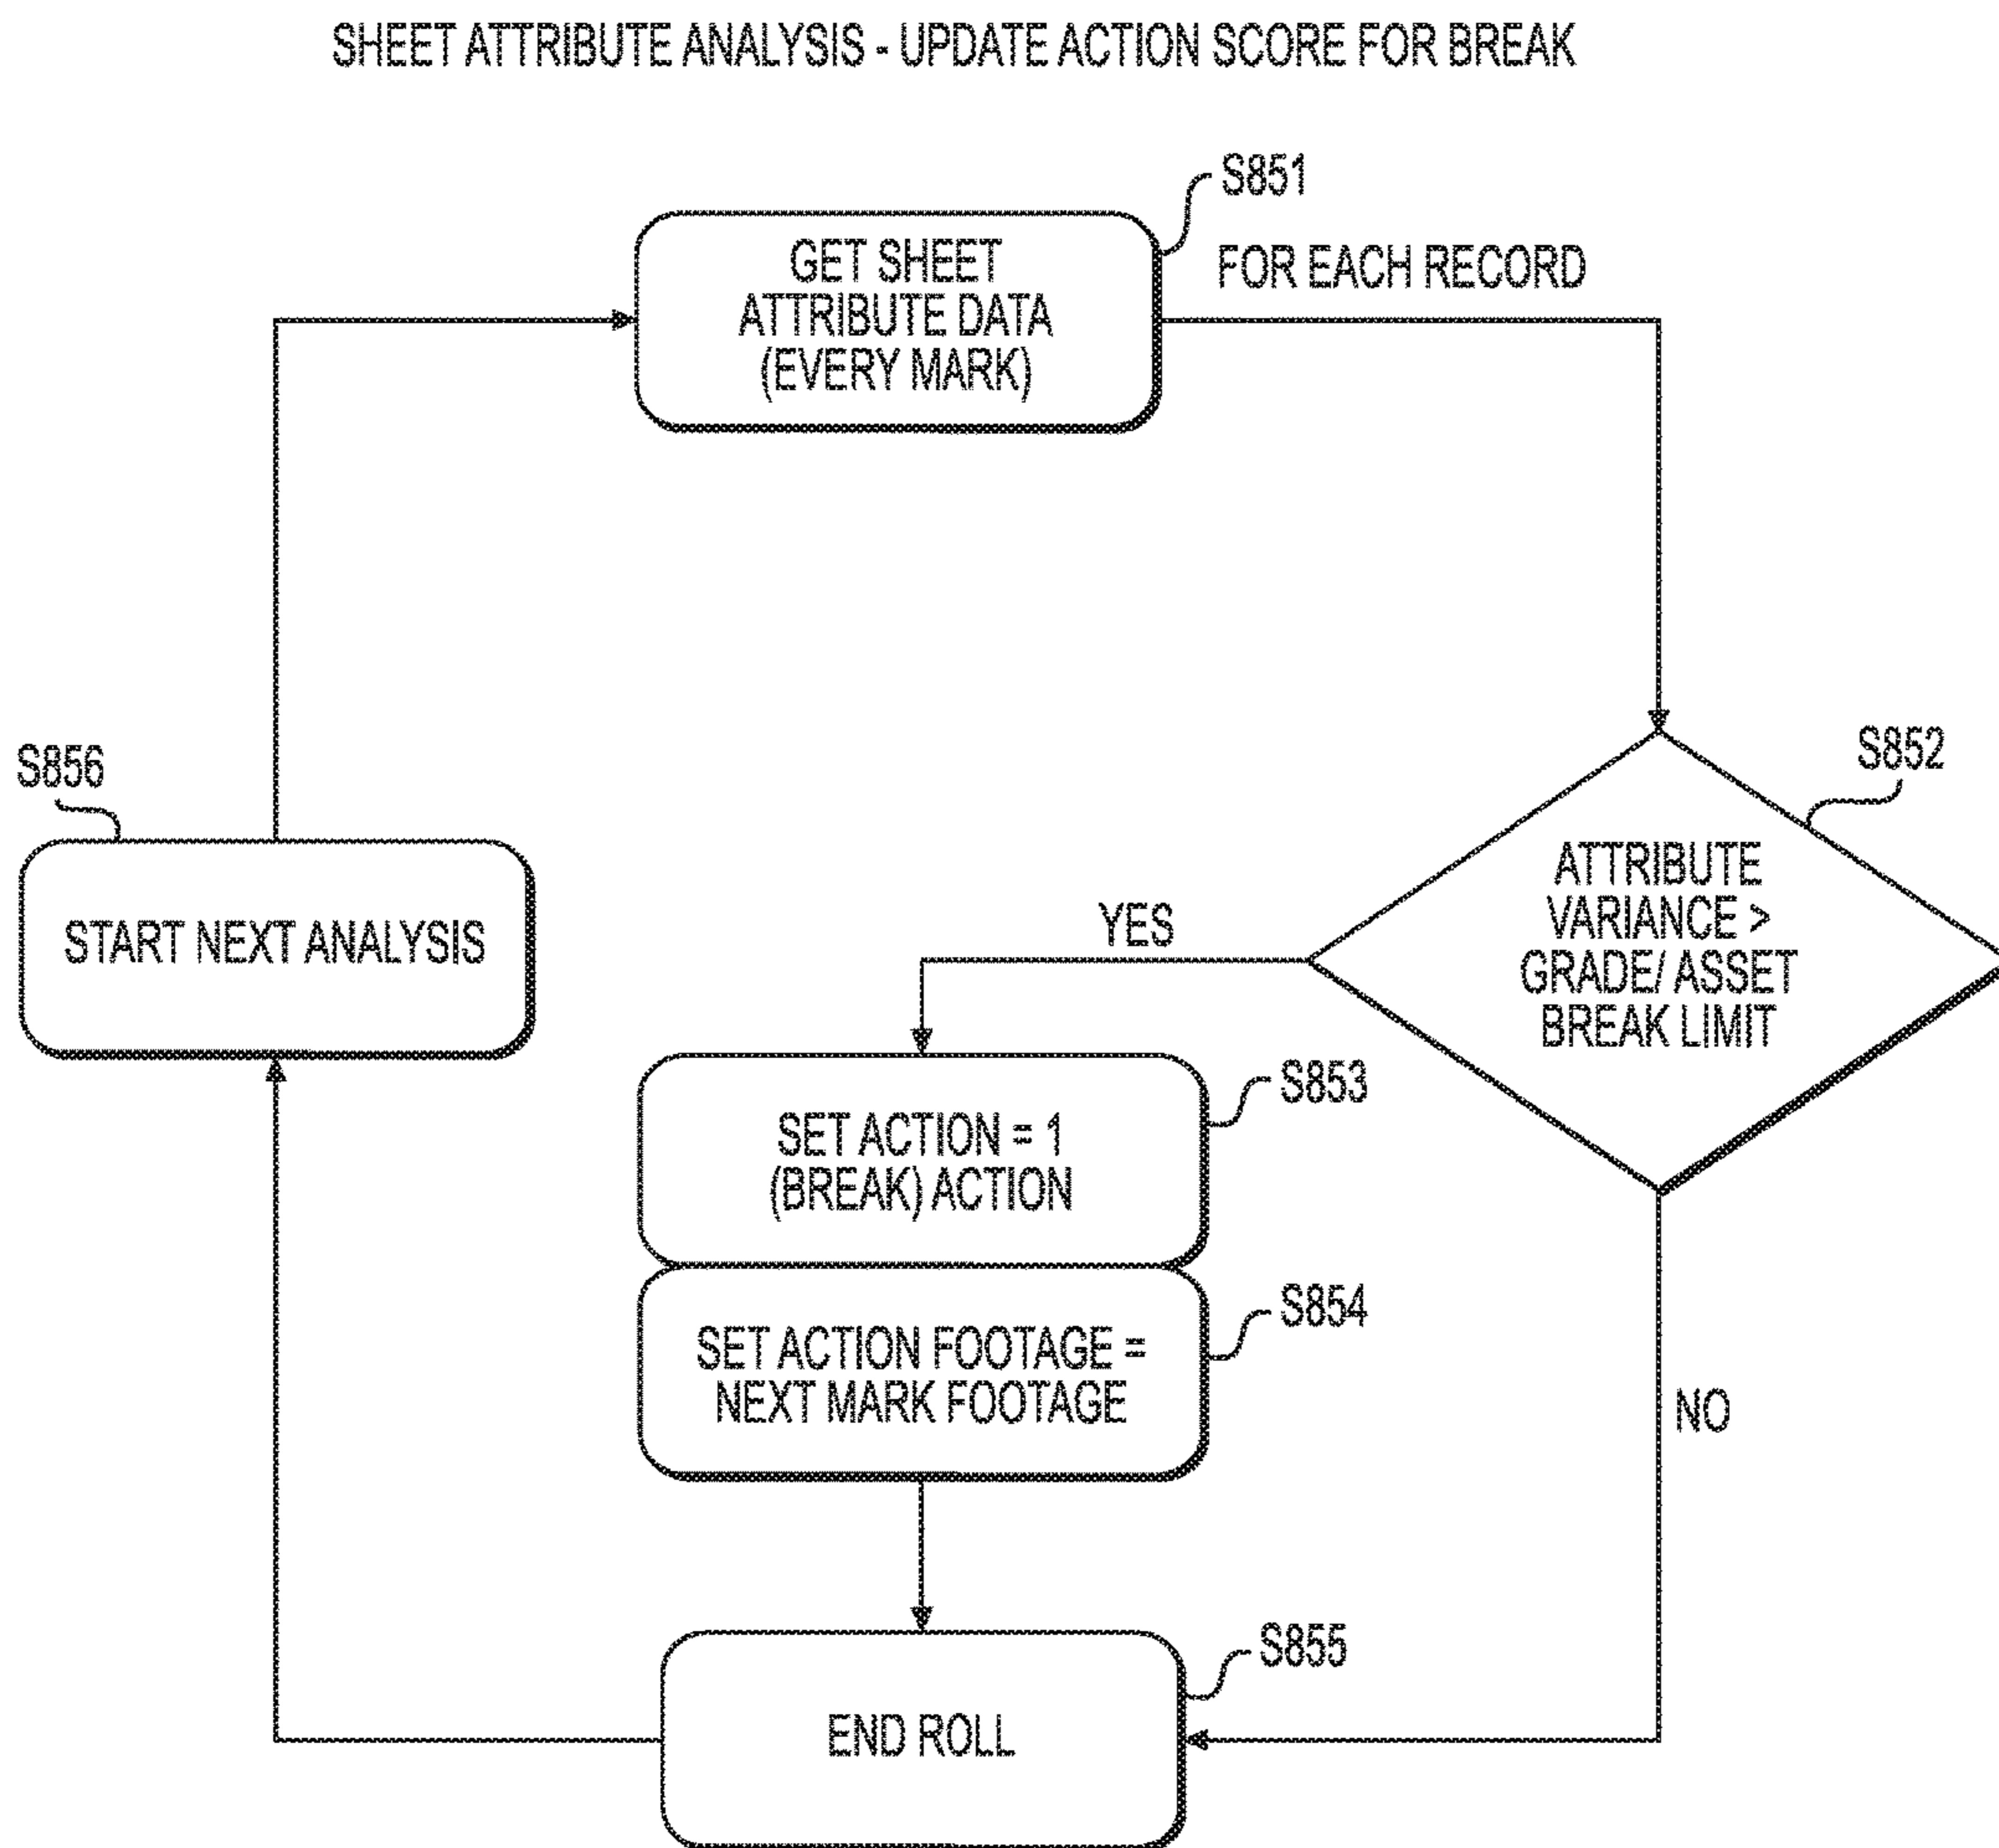 SHEET ATTRIBUTE ANALYSIS - UPDATE ACTION SCORE FOR BREAK
S851
GET SHEET
ATTRIBUTE DATA
(EVERY MARK)
FOR EACH RECORD
S856
START NEXT ANALYSIS
S852
ATTRIBUTE
VARIANCE >
GRADE/ ASSET
BREAK LIMIT
YES
S853
SET ACTION = 1
(BREAK) ACTION
S854
SET ACTION FOOTAGE =
NEXT MARK FOOTAGE
NO
S855
END ROLL